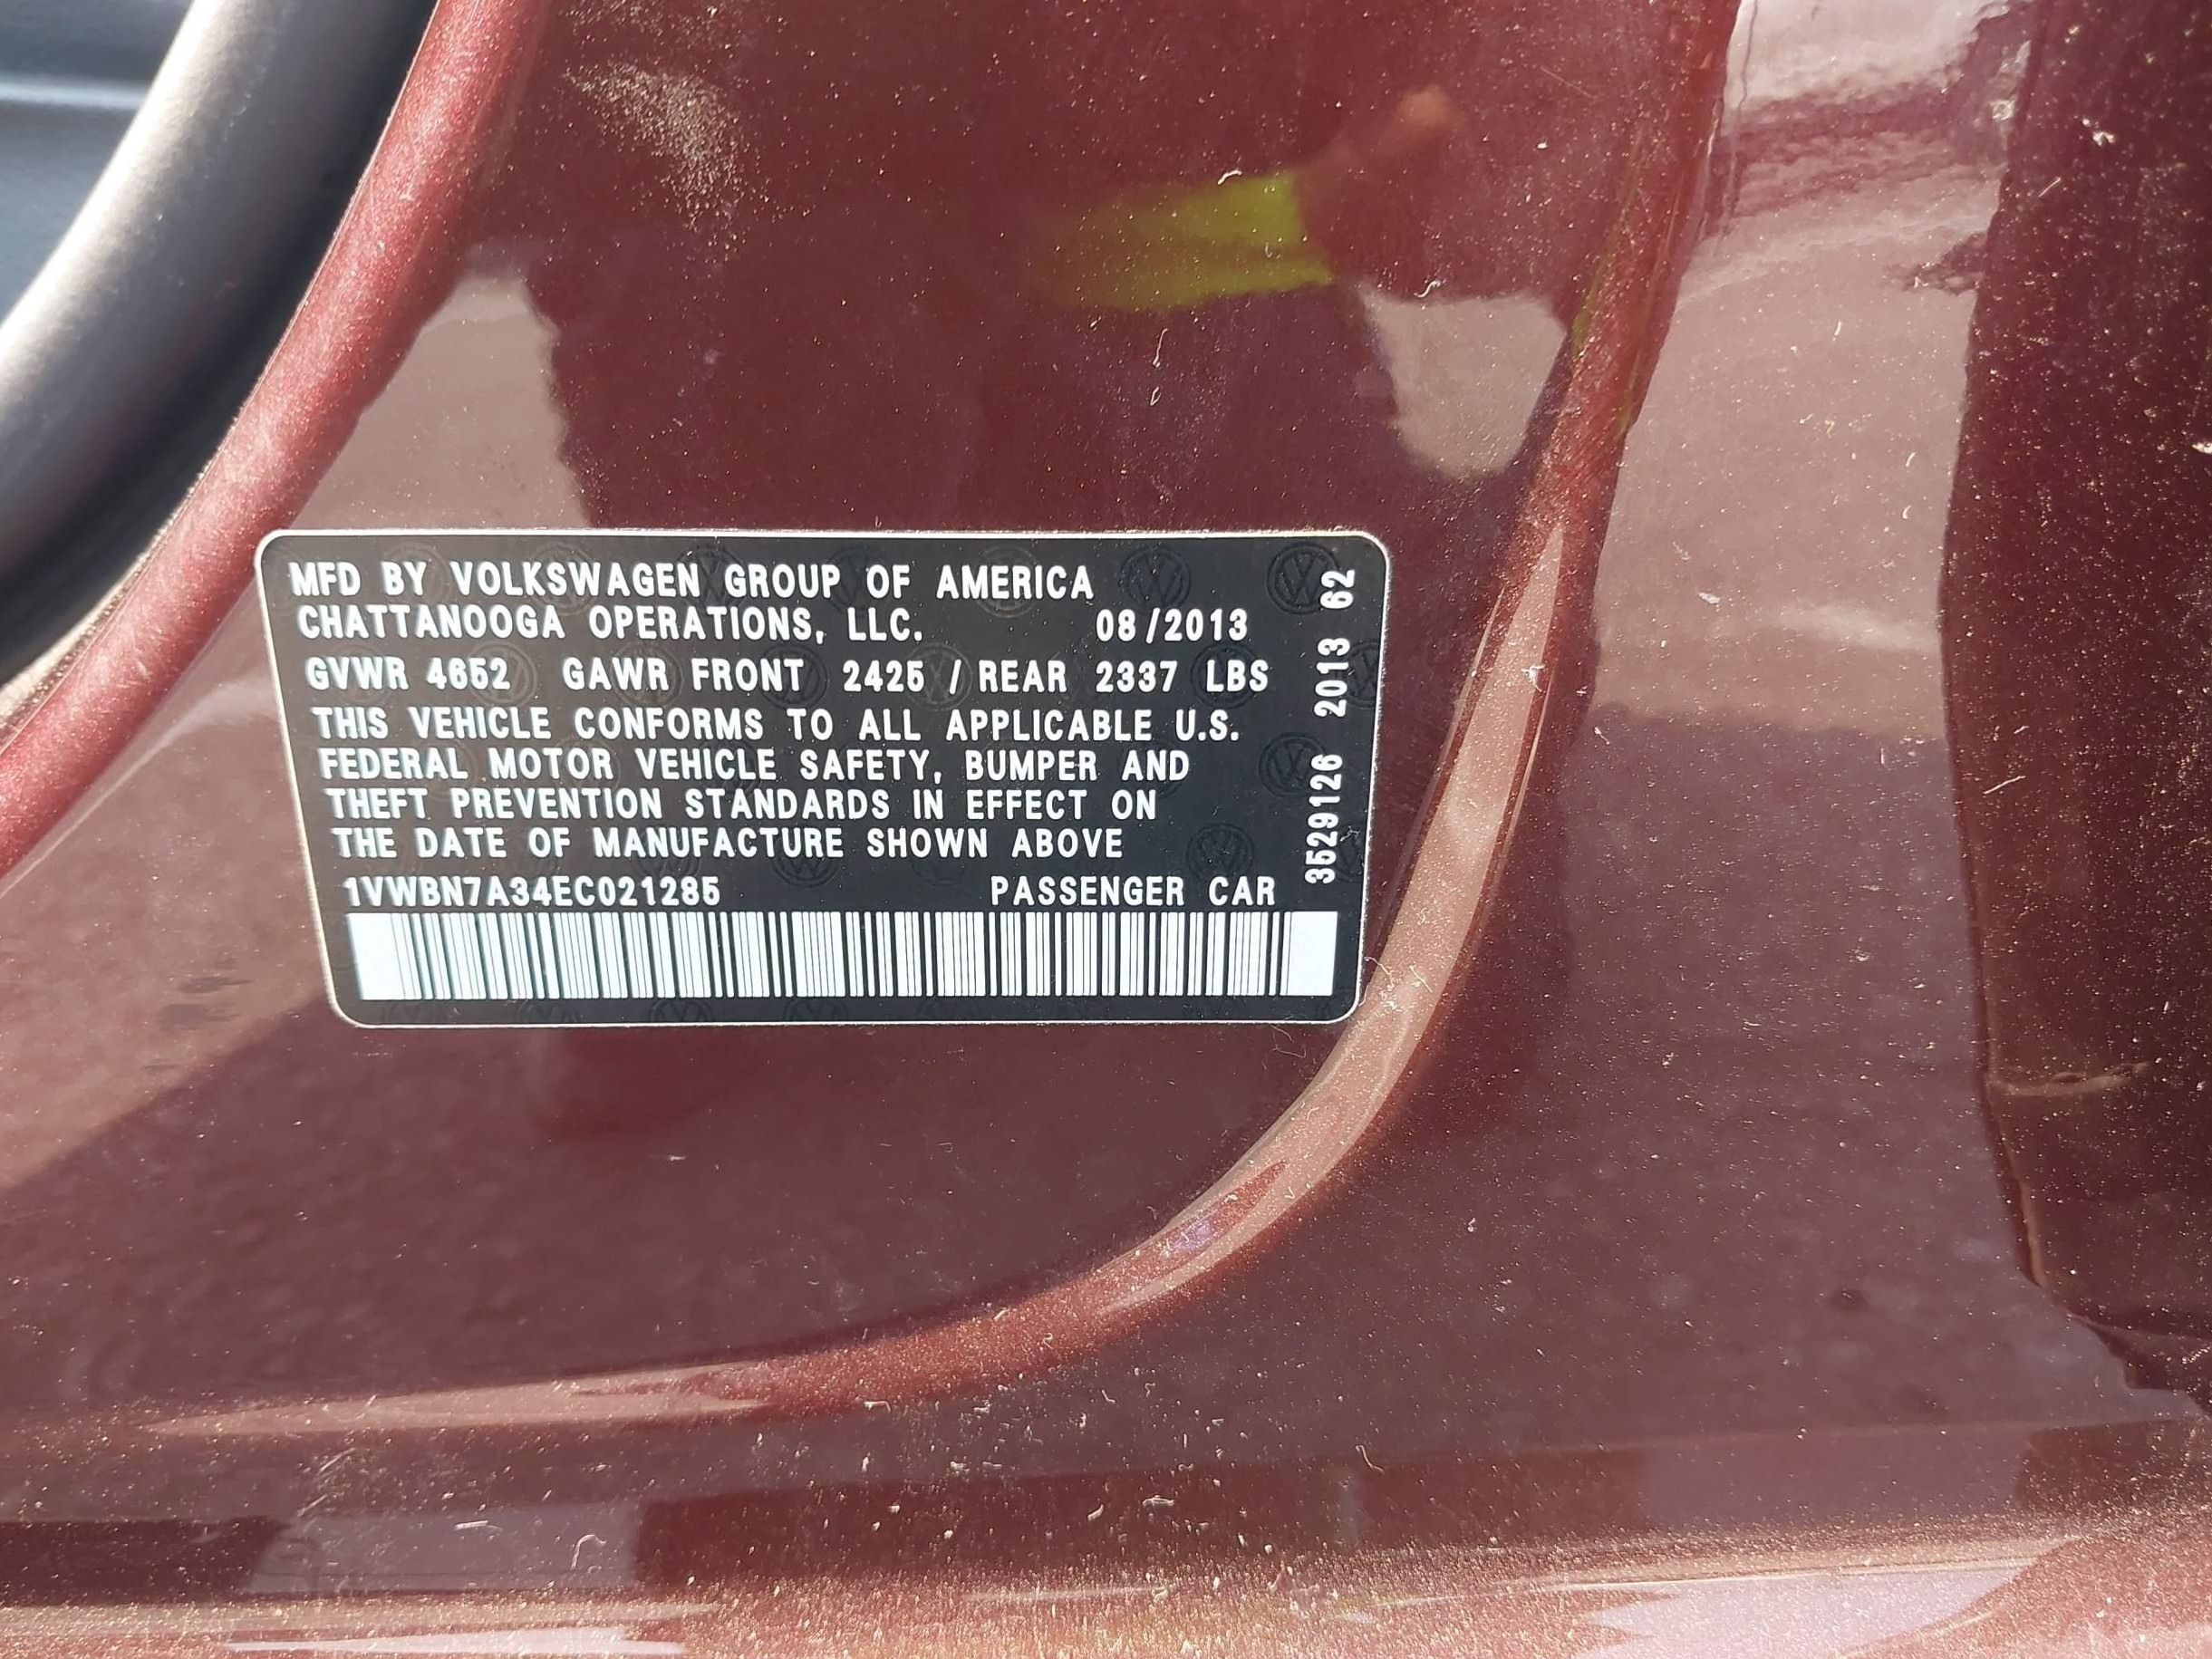 MFD BY VOLKSWAGEN GROUP OF AMERICA
CHATTANOOGA OPERATIONS, LLC. 08/2013
GVWR 4652 GAWR FRONT 2425 / REAR 2337 LBS
THIS VEHICLE CONFORMS TO ALL APPLICABLE U.S.
FEDERAL MOTOR VEHICLE SAFETY, BUMPER AND
THEFT PREVENTION STANDARDS IN EFFECT ON
THE DATE OF MANUFACTURE SHOWN ABOVE
1VWBN7A34EC021285 PASSENGER CAR
3529126 2013 62